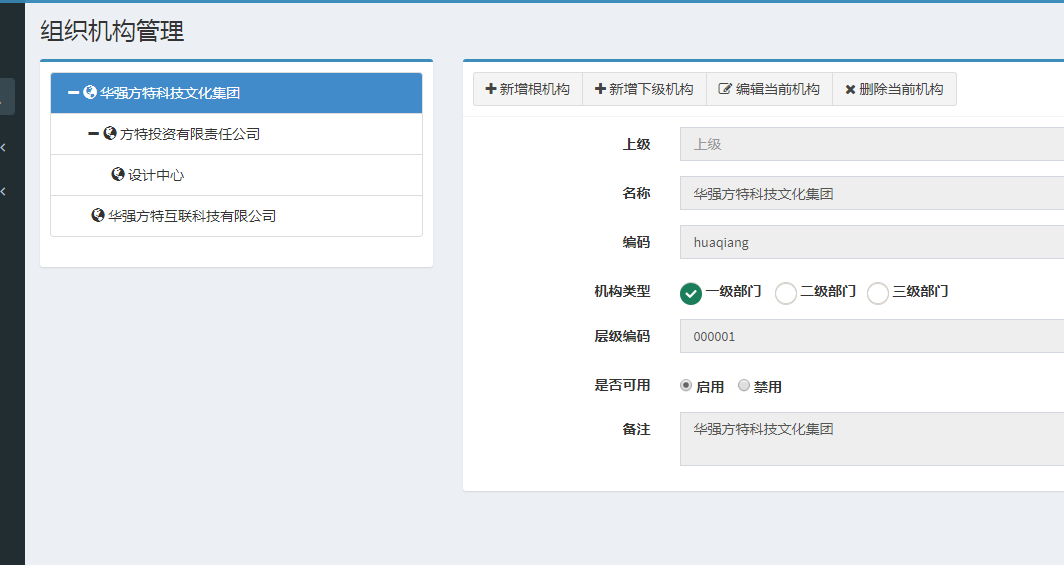 组织机构管理
华强方特科技文化集团
方特投资有限责任公司
设计中心
华强方特互联科技有限公司
新增根机构 新增下级机构 编辑当前机构 删除当前机构
上级 上级
名称 华强方特科技文化集团
编码 huaqiang
机构类型 一级部门 二级部门 三级部门
层级编码 000001
是否可用 启用 禁用
备注 华强方特科技文化集团